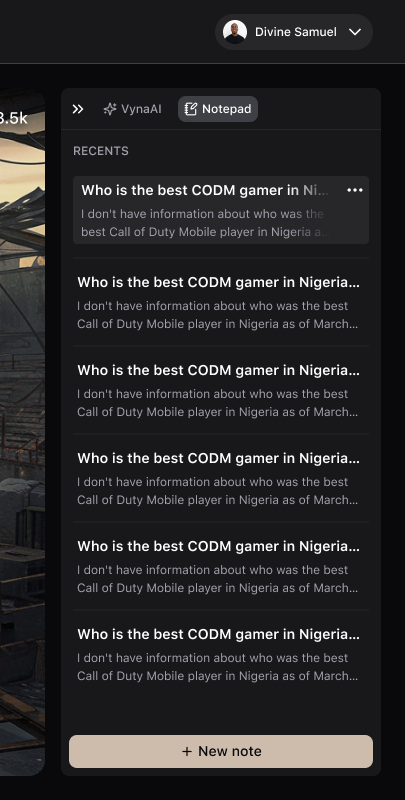 Divine Samuel
3.5k
VynaAI
Notepad
RECENTS
Who is the best CODM gamer in Ni...
I don't have information about who was the
best Call of Duty Mobile player in Nigeria a...
Who is the best CODM gamer in Nigeria...
I don't have information about who was the best
Call of Duty Mobile player in Nigeria as of March...
Who is the best CODM gamer in Nigeria...
I don't have information about who was the best
Call of Duty Mobile player in Nigeria as of March...
Who is the best CODM gamer in Nigeria...
I don't have information about who was the best
Call of Duty Mobile player in Nigeria as of March...
Who is the best CODM gamer in Nigeria...
I don't have information about who was the best
Call of Duty Mobile player in Nigeria as of March...
Who is the best CODM gamer in Nigeria...
I don't have information about who was the best
Call of Duty Mobile player in Nigeria as of March...
+ New note